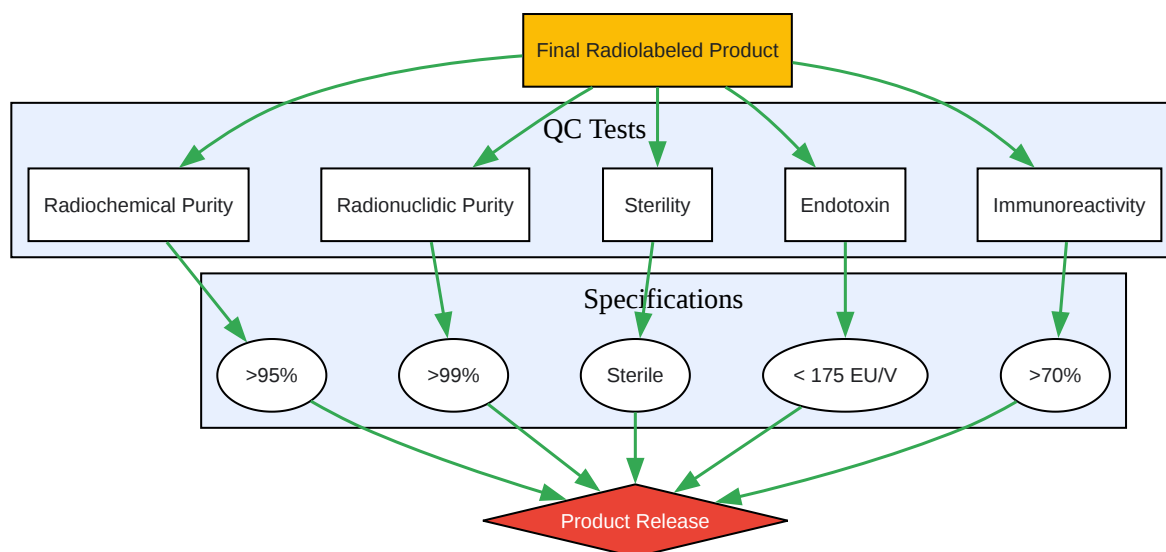 Final Radiolabeled Product
QC Tests
Radiochemical Purity
Radionuclidic Purity
Sterility
Endotoxin
Immunoreactivity
Specifications
>95%
>99%
Sterile
< 175 EU/V
>70%
Product Release